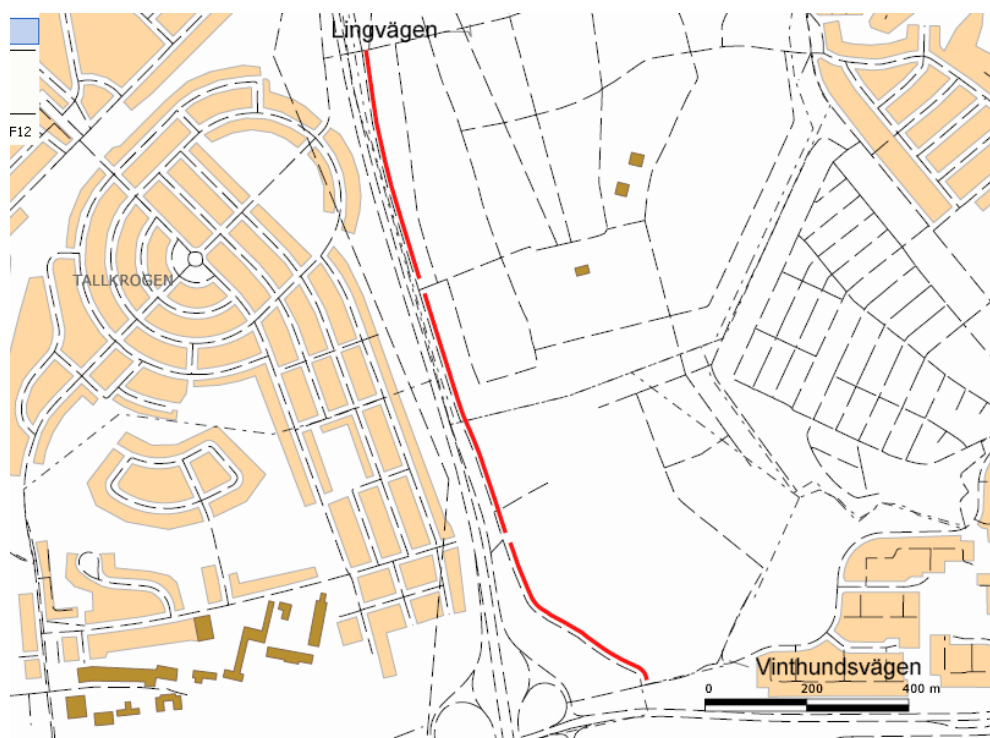 Lingvägen
F12
TALLKROGEN
Vinthundsvägen
0 200 400 m